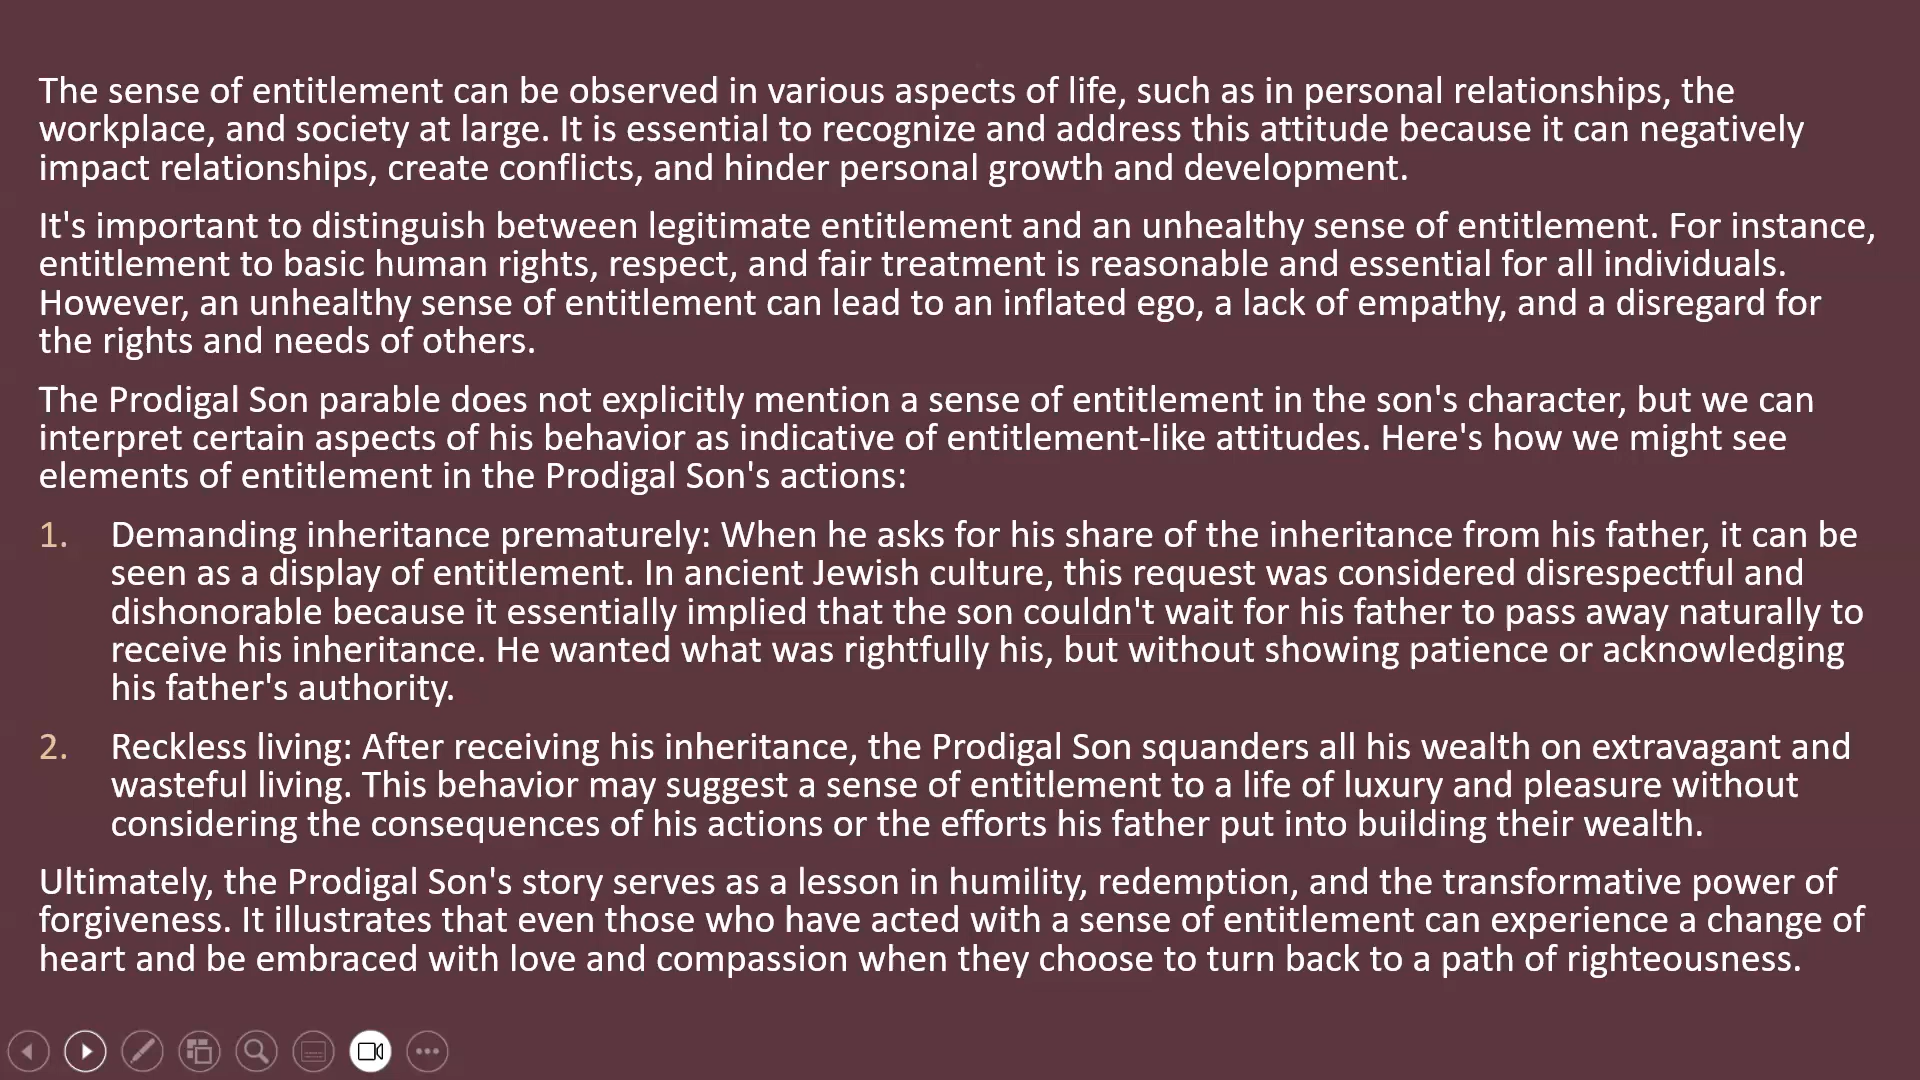 The sense of entitlement can be observed in various aspects of life, such as in personal relationships, the
workplace, and society at large. It is essential to recognize and address this attitude because it can negatively
impact relationships, create conflicts, and hinder personal growth and development.
It's important to distinguish between legitimate entitlement and an unhealthy sense of entitlement. For instance,
entitlement to basic human rights, respect, and fair treatment is reasonable and essential for all individuals.
However, an unhealthy sense of entitlement can lead to an inflated ego, a lack of empathy, and a disregard for
the rights and needs of others.
The Prodigal Son parable does not explicitly mention a sense of entitlement in the son's character, but we can
interpret certain aspects of his behavior as indicative of entitlement-like attitudes. Here's how we might see
elements of entitlement in the Prodigal Son's actions:
1. Demanding inheritance prematurely: When he asks for his share of the inheritance from his father, it can be
seen as a display of entitlement. In ancient Jewish culture, this request was considered disrespectful and
dishonorable because it essentially implied that the son couldn't wait for his father to pass away naturally to
receive his inheritance. He wanted what was rightfully his, but without showing patience or acknowledging
his father's authority.
2. Reckless living: After receiving his inheritance, the Prodigal Son squanders all his wealth on extravagant and
wasteful living. This behavior may suggest a sense of entitlement to a life of luxury and pleasure without
considering the consequences of his actions or the efforts his father put into building their wealth.
Ultimately, the Prodigal Son's story serves as a lesson in humility, redemption, and the transformative power of
forgiveness. It illustrates that even those who have acted with a sense of entitlement can experience a change of
heart and be embraced with love and compassion when they choose to turn back to a path of righteousness.